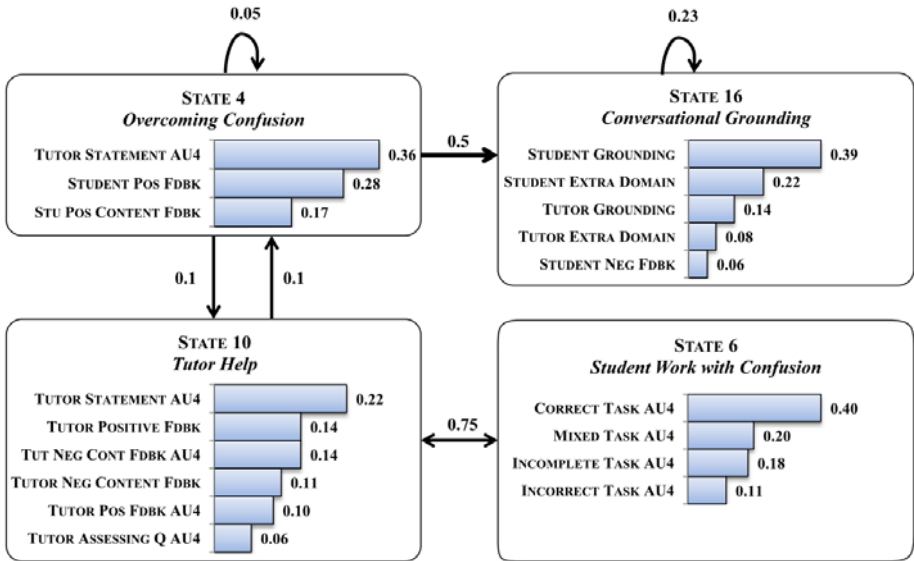 0.05
0.23
STATE 4
Overcoming Confusion
TUTOR STATEMENT AU4 0.36
STUDENT POS FDBK 0.28
STU POS CONTENT FDBK 0.17
0.5
STATE 16
Conversational Grounding
STUDENT GROUNDING 0.39
STUDENT EXTRA DOMAIN 0.22
TUTOR GROUNDING 0.14
TUTOR EXTRA DOMAIN 0.08
STUDENT NEG FDBK 0.06
0.1
0.1
STATE 10
Tutor Help
TUTOR STATEMENT AU4 0.22
TUTOR POSITIVE FDBK 0.14
TUT NEG CONT FDBK AU4 0.14
TUTOR NEG CONTENT FDBK 0.11
TUTOR POS FDBK AU4 0.10
TUTOR ASSESSING Q AU4 0.06
0.75
STATE 6
Student Work with Confusion
CORRECT TASK AU4 0.40
MIXED TASK AU4 0.20
INCOMPLETE TASK AU4 0.18
INCORRECT TASK AU4 0.11